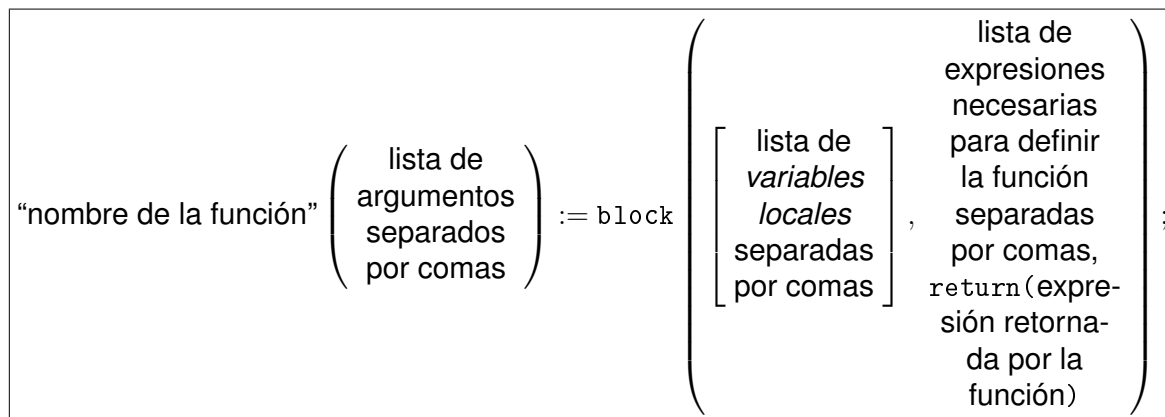 “nombre de la función”
lista de
argumentos
separados
por comas
:= block
lista de
variables
locales
separadas
por comas
,
lista de
expresiones
necesarias
para definir
la función
separadas
por comas,
return(expre-
sión retorna-
da por la
función)
;